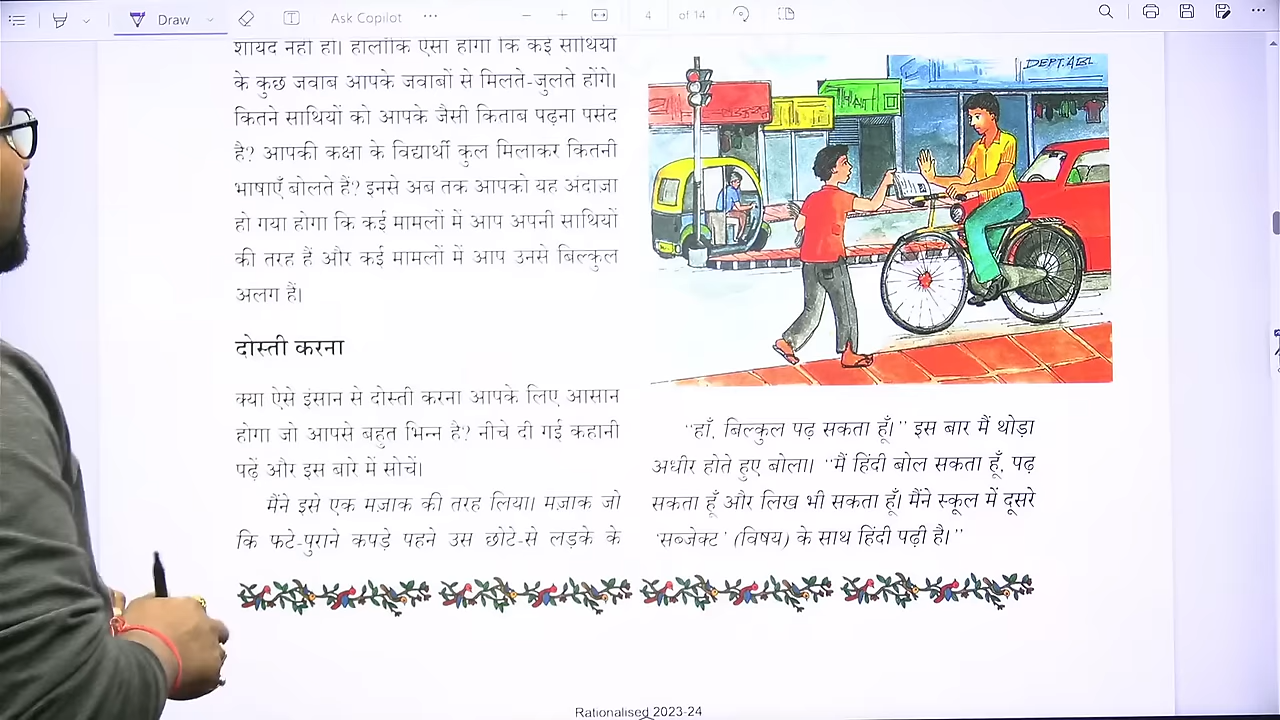 Draw
Ask Copilot
4 of 14
शायद नहीं हो। हालाँकि ऐसा होगा कि कई साथियों
के कुछ जवाब आपके जवाबों से मिलते-जुलते होंगे।
कितने साथियों को आपके जैसी किताब पढ़ना पसंद
है? आपकी कक्षा के विद्यार्थी कुल मिलाकर कितनी
भाषाएँ बोलते हैं? इनसे अब तक आपको यह अंदाज़ा
हो गया होगा कि कई मामलों में आप अपनी साथियों
की तरह हैं और कई मामलों में आप उनसे बिल्कुल
अलग हैं।
दोस्ती करना
क्या ऐसे इंसान से दोस्ती करना आपके लिए आसान
होगा जो आपसे बहुत भिन्न है? नीचे दी गई कहानी
पढ़ें और इस बारे में सोचें।
मैंने इसे एक मज़ाक की तरह लिया। मज़ाक जो
कि फटे-पुराने कपड़े पहने उस छोटे-से लड़के के
DEPT.
"हाँ, बिल्कुल पढ़ सकता हूँ।" इस बार मैं थोड़ा
अधीर होते हुए बोला। "मैं हिंदी बोल सकता हूँ, पढ़
सकता हूँ और लिख भी सकता हूँ। मैंने स्कूल में दूसरे
'सब्जेक्ट' (विषय) के साथ हिंदी पढ़ी है।"
Rationalised 2023-24